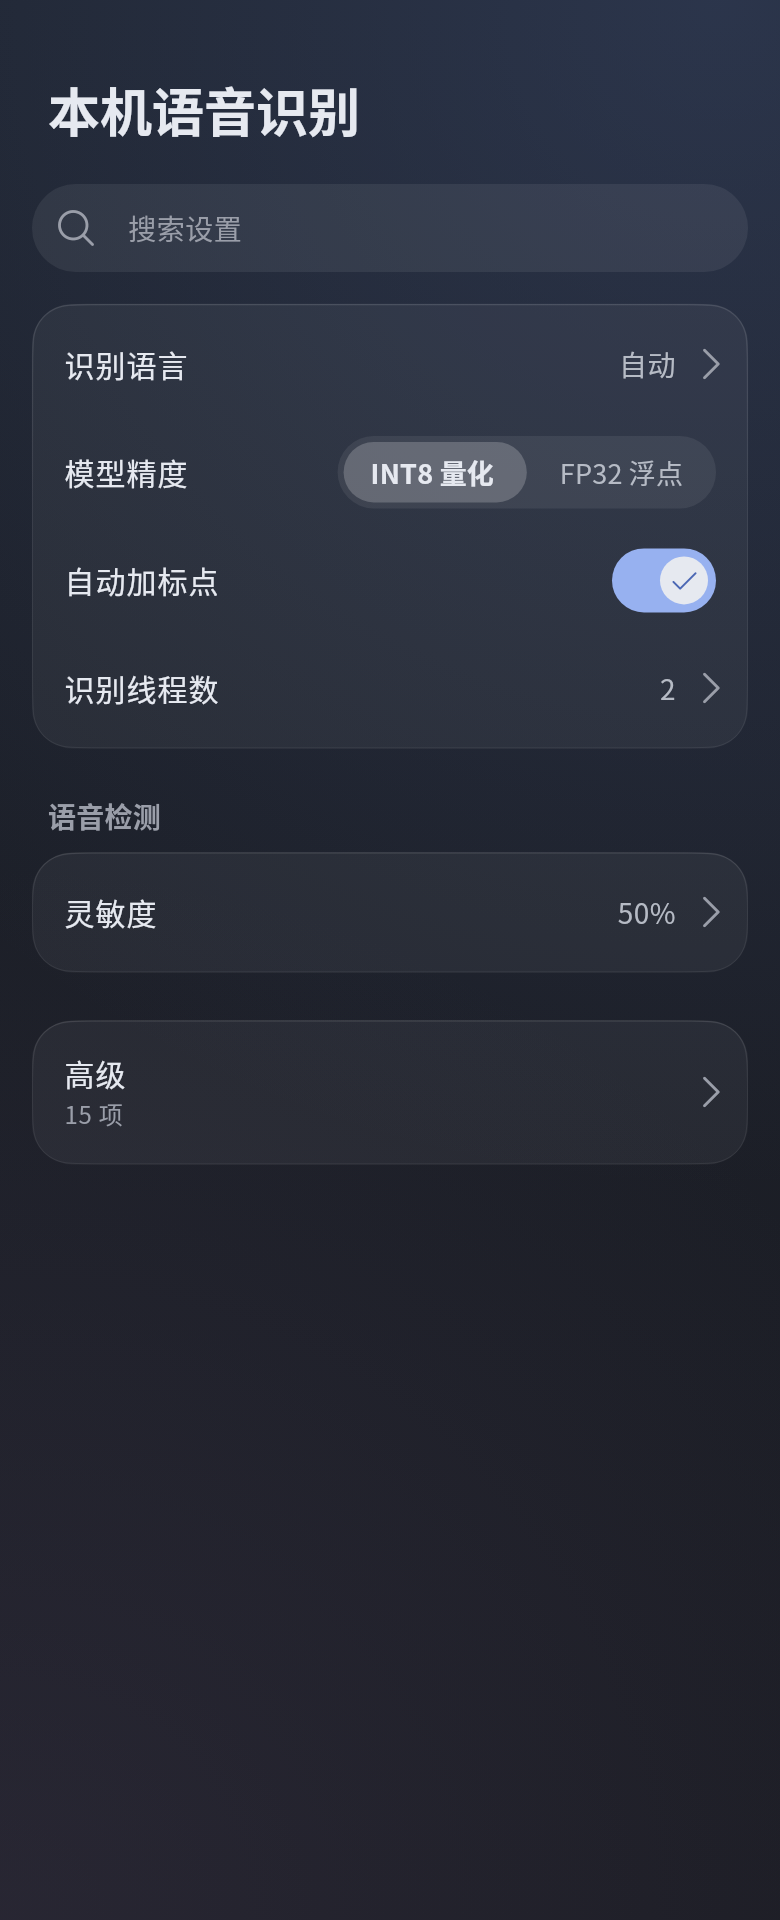 本机语音识别
搜索设置
识别语言 自动
模型精度 INT8 量化 FP32 浮点
自动加标点
识别线程数 2
语音检测
灵敏度 50%
高级
15 项